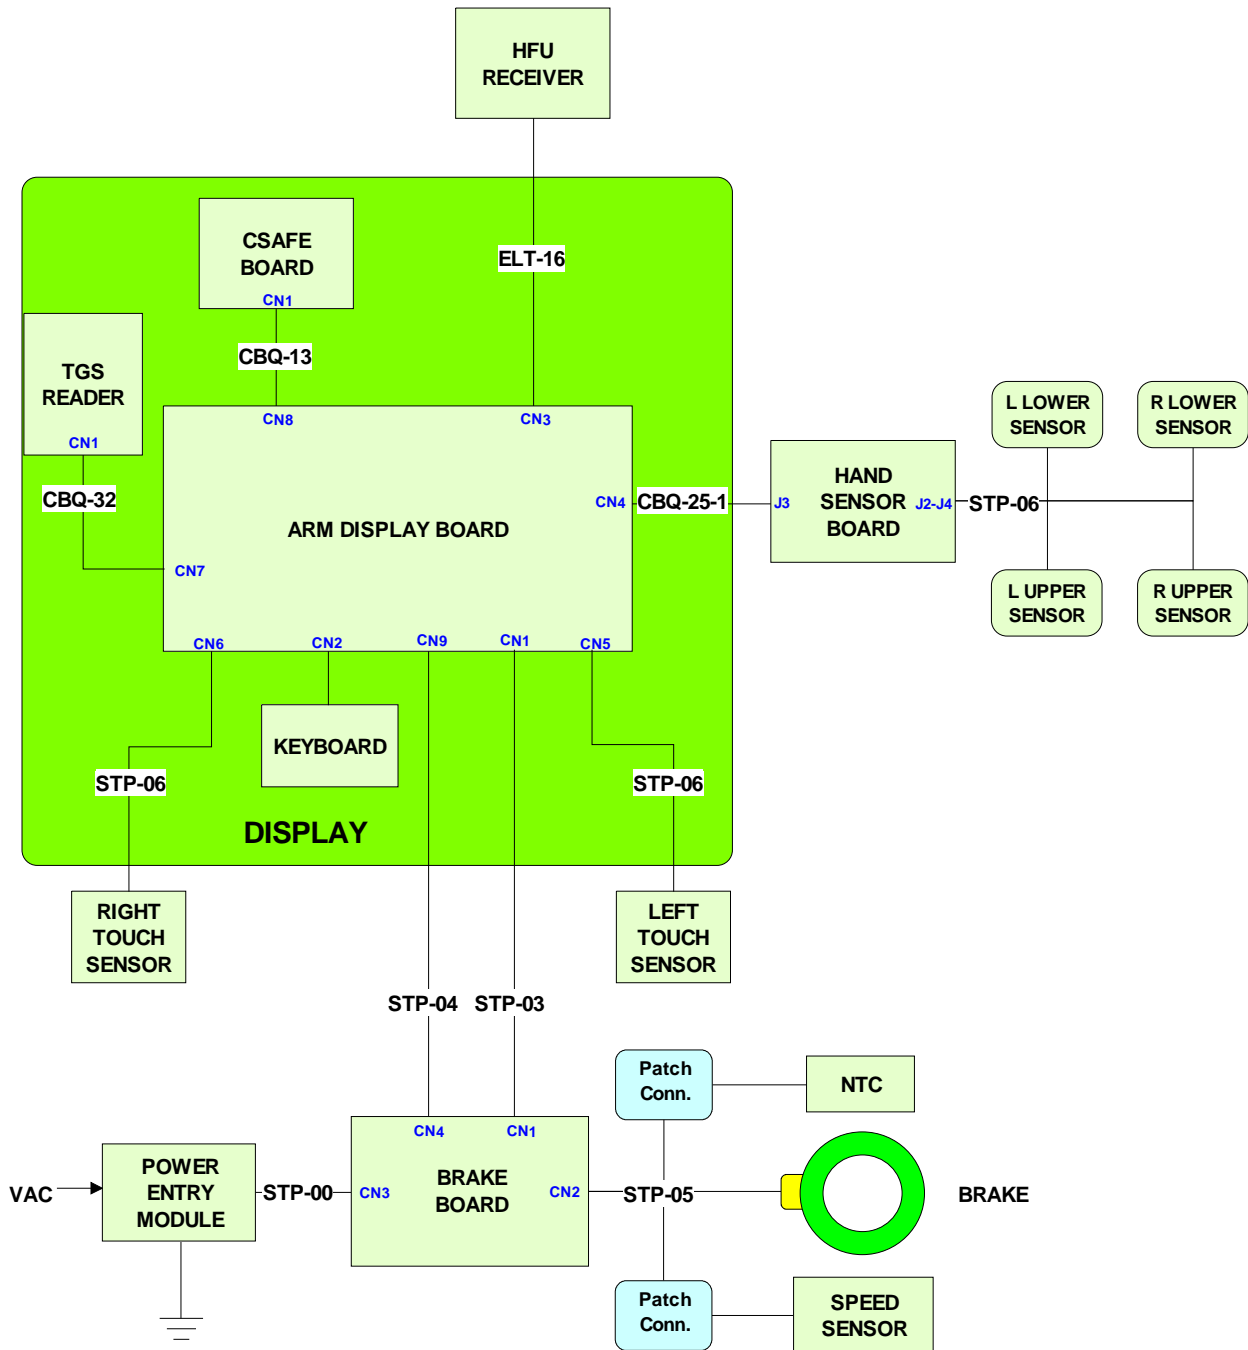 HFU
RECEIVER
CSAFE
BOARD
CN1
ELT-16
CBQ-13
TGS
READER
CN1
CBQ-32
CN8
CN3
CN4
CBQ-25-1
ARM DISPLAY BOARD
CN7
CN6
CN2
CN9
CN1
CN5
J3
HAND
SENSOR
BOARD
J2-J4
STP-06
L LOWER
SENSOR
R LOWER
SENSOR
L UPPER
SENSOR
R UPPER
SENSOR
KEYBOARD
STP-06
STP-06
DISPLAY
RIGHT
TOUCH
SENSOR
LEFT
TOUCH
SENSOR
STP-04
STP-03
Patch
Conn.
NTC
VAC
POWER
ENTRY
MODULE
STP-00
CN4
CN1
CN3
BRAKE
BOARD
CN2
STP-05
BRAKE
Patch
Conn.
SPEED
SENSOR